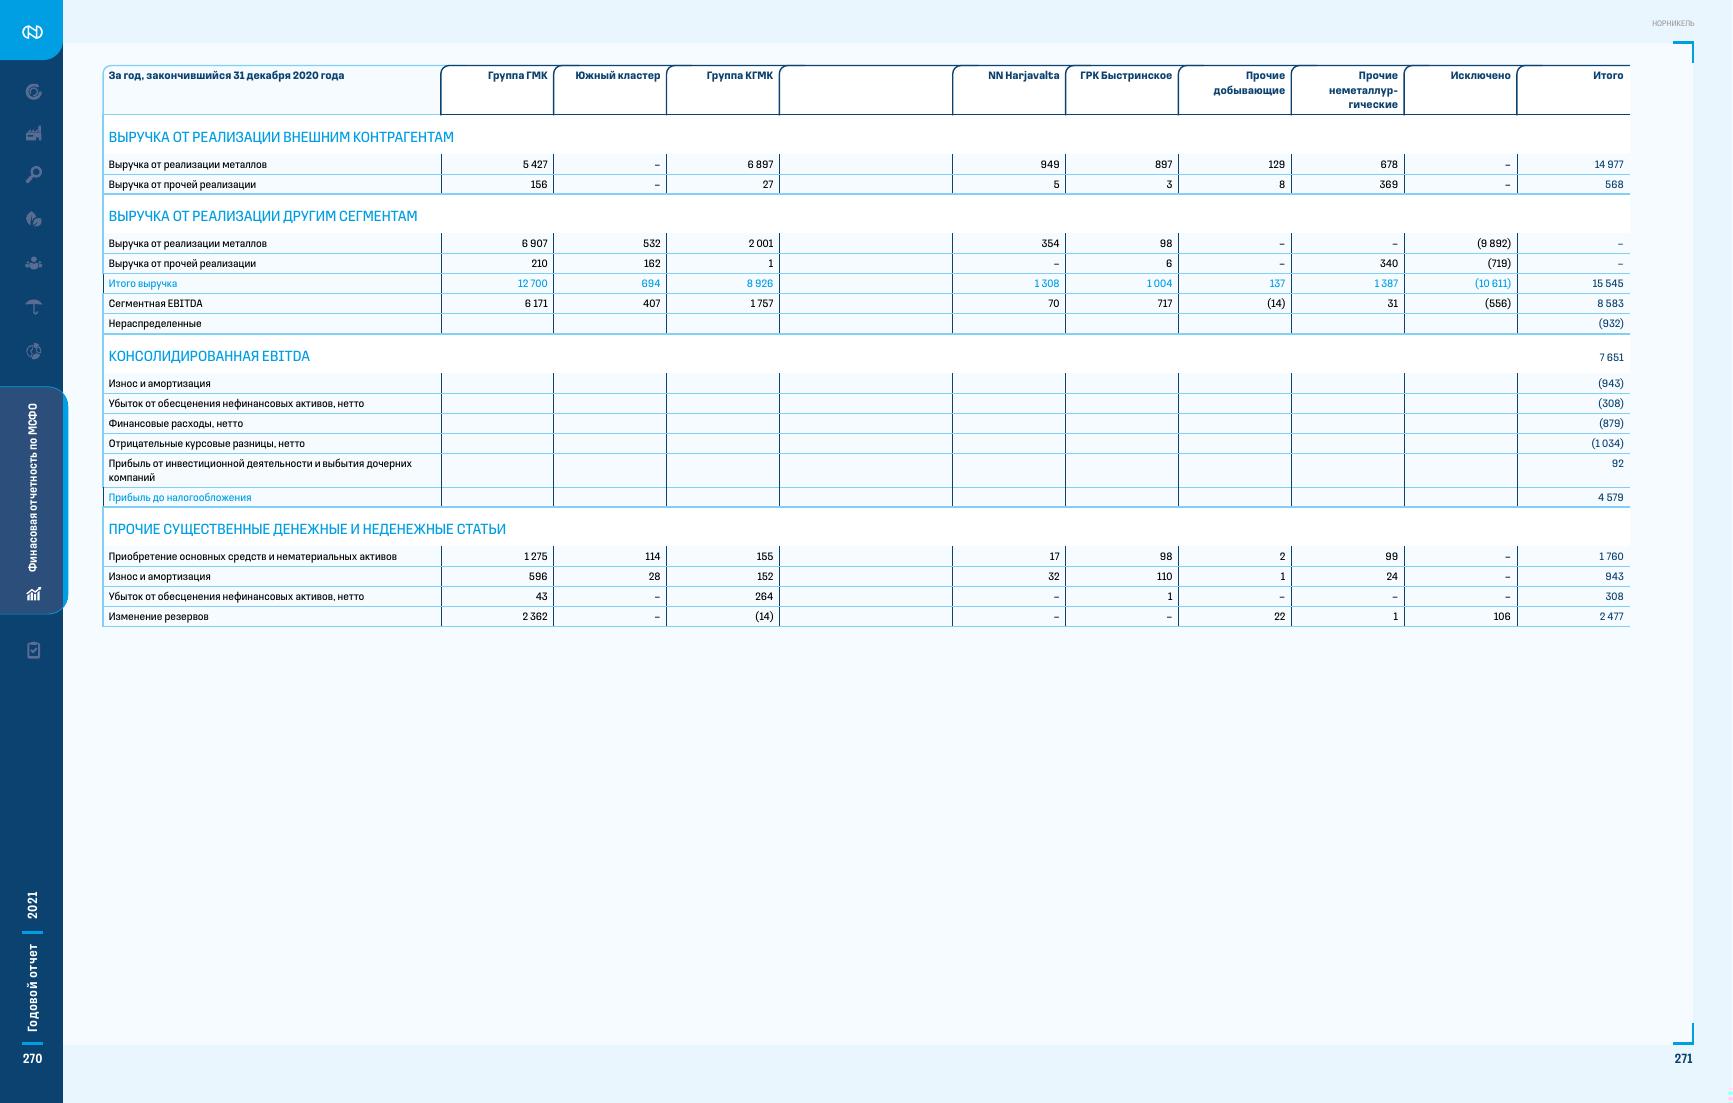 НОРНИКЕЛЬ
За год, закончившийся 31 декабря 2020 года Группа ГМК Южный кластер Группа КГМК NN Harjavalta ГРК Быстринское Прочие Прочие Исключено Итого
добывающие неметаллур-
гические
ВЫРУЧКА ОТ РЕАЛИЗАЦИИ ВНЕШНИМ КОНТРАГЕНТАМ
Выручка от реализации металлов 5 427 – 6 897 949 897 129 678 – 14 977
Выручка от прочей реализации 156 – 27 5 3 8 369 – 568
ВЫРУЧКА ОТ РЕАЛИЗАЦИИ ДРУГИМ СЕГМЕНТАМ
Выручка от реализации металлов 6 907 532 2 001 354 98 – – (9 892) –
Выручка от прочей реализации 210 162 1 – 6 – 340 (719) –
Итого выручка 12 700 694 8 926 1 308 1 004 137 1 387 (10 611) 15 545
Сегментная EBITDA 6 171 407 1 757 70 717 (14) 31 (556) 8 583
Нераспределенные (932)
КОНСОЛИДИРОВАННАЯ EBITDA 7 651
Износ и амортизация (943)
Убыток от обесценения нефинансовых активов, нетто (308)
Финансовые расходы, нетто (879)
Отрицательные курсовые разницы, нетто (1 034)
Прибыль от инвестиционной деятельности и выбытия дочерних 92
компаний
Прибыль до налогообложения 4 579
ПРОЧИЕ СУЩЕСТВЕННЫЕ ДЕНЕЖНЫЕ И НЕДЕНЕЖНЫЕ СТАТЬИ
Приобретение основных средств и нематериальных активов 1 275 114 155 17 98 2 99 – 1 760
Износ и амортизация 596 28 152 32 110 1 24 – 943
Убыток от обесценения нефинансовых активов, нетто 43 – 264 – 1 – – – 308
Изменение резервов 2 362 – (14) – – 22 1 106 2 477
Финасовая отчетность по МСФО
Годовой отчет 2021
270
271